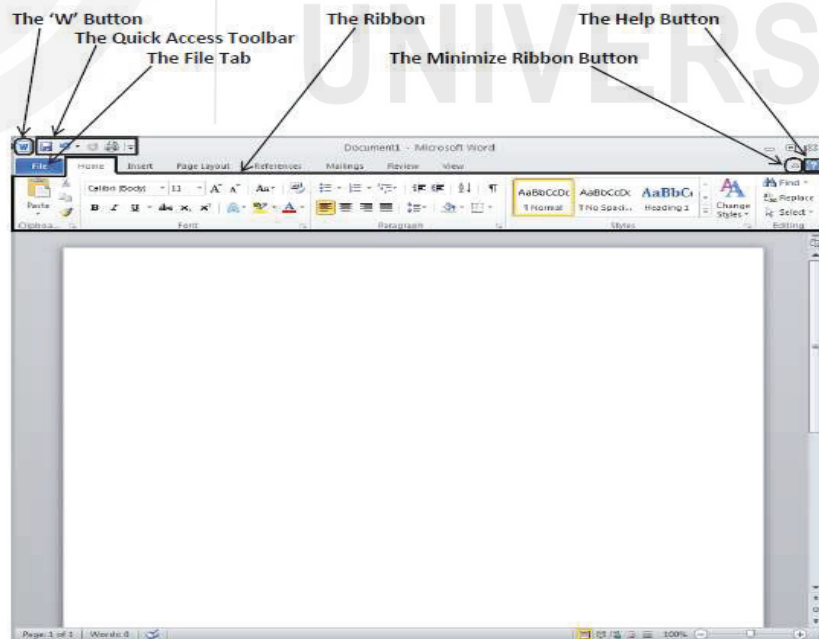 UNIVERS
The ‘W’ Button
The Ribbon
The Help Button
The Quick Access Toolbar
The File Tab
The Minimize Ribbon Button
W
Document1 - Microsoft Word
File Home Insert Page Layout References Mailings Review View
Calibri (Body) 11 A A Aa
Find
Paste
AaBbCcDc AaBbCcDc AaBbC
Replace
B I U abc x, x² A
¶ Normal ¶ No Spaci... Heading 1 Change Styles
Select
Clipboa... Font Paragraph Styles Editing
Page: 1 of 1 Words: 0 100%